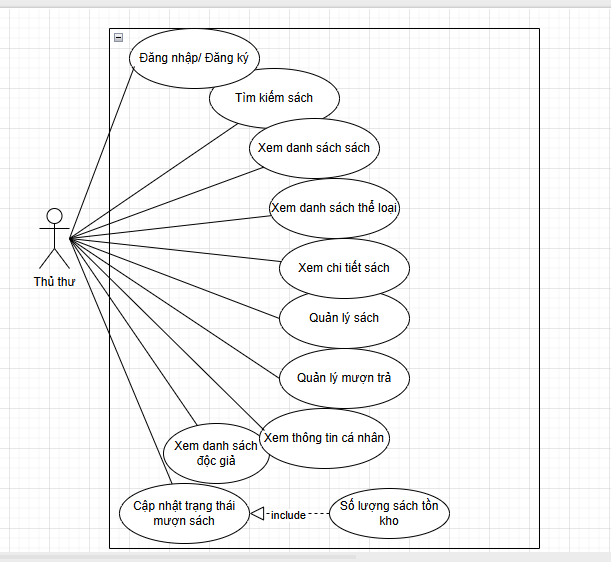 Đăng nhập/ Đăng ký
Tìm kiếm sách
Xem danh sách sách
Xem danh sách thể loại
Thủ thư
Xem chi tiết sách
Quản lý sách
Quản lý mượn trả
Xem thông tin cá nhân
Xem danh sách
độc giả
Cập nhật trạng thái
mượn sách
include
Số lượng sách tồn
kho